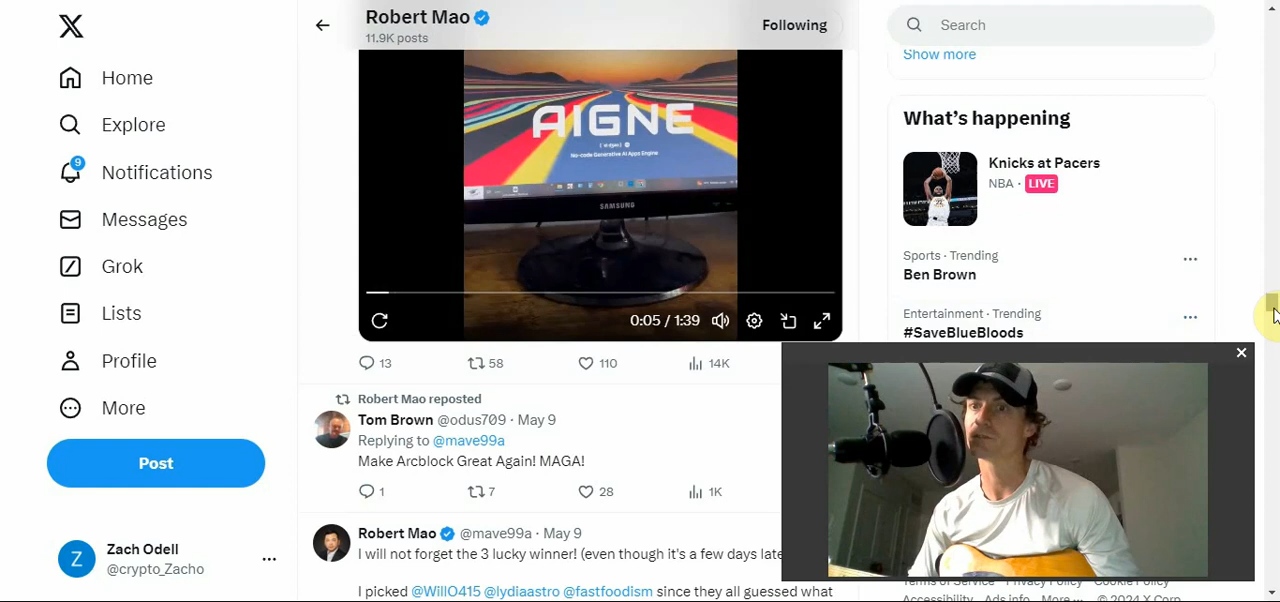 Home
Explore
9
Notifications
Messages
Grok
Lists
Profile
More
Post
Zach Odell
@crypto_Zacho
Robert Mao
11.9K posts
Following
AIGNE
No-code Generative AI Apps Engine
SAMSUNG
0:05 / 1:39
13
58
110
14K
Robert Mao reposted
Tom Brown @odus709 · May 9
Replying to @mave99a
Make Arcblock Great Again! MAGA!
1
7
28
1K
Robert Mao @mave99a · May 9
I will not forget the 3 lucky winner! (even though it's a few days late
I picked @WillO415 @lydiaastro @fastfoodism since they all guessed what
Search
Show more
What's happening
Knicks at Pacers
NBA · LIVE
Sports · Trending
Ben Brown
Entertainment · Trending
#SaveBlueBloods
Terms of Service Privacy Policy Cookie Policy
Accessibility Ads info More ... © 2024 X Corp.